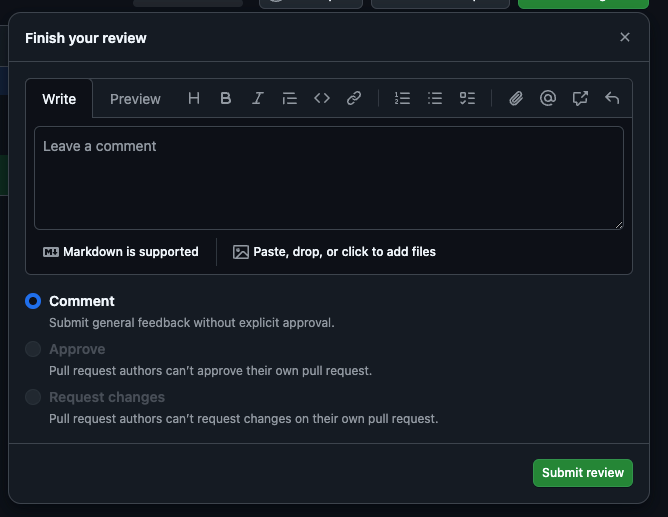 Finish your review
Write
Preview
Leave a comment
Markdown is supported
Paste, drop, or click to add files
Comment
Submit general feedback without explicit approval.
Approve
Pull request authors can't approve their own pull request.
Request changes
Pull request authors can't request changes on their own pull request.
Submit review